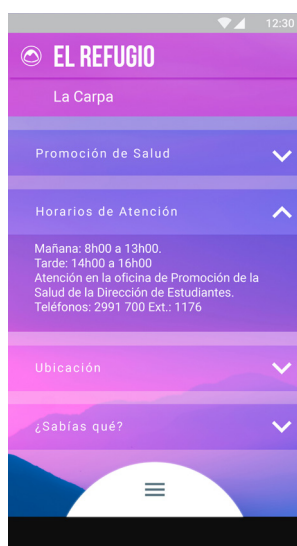 12:30
EL REFUGIO
La Carpa
Promoción de Salud
Horarios de Atención
Mañana: 8h00 a 13h00.
Tarde: 14h00 a 16h00
Atención en la oficina de Promoción de la
Salud de la Dirección de Estudiantes.
Teléfonos: 2991 700 Ext.: 1176
Ubicación
¿Sabías qué?